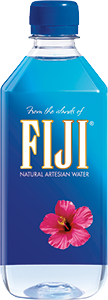 From the islands of
FIJI
NATURAL ARTESIAN WATER